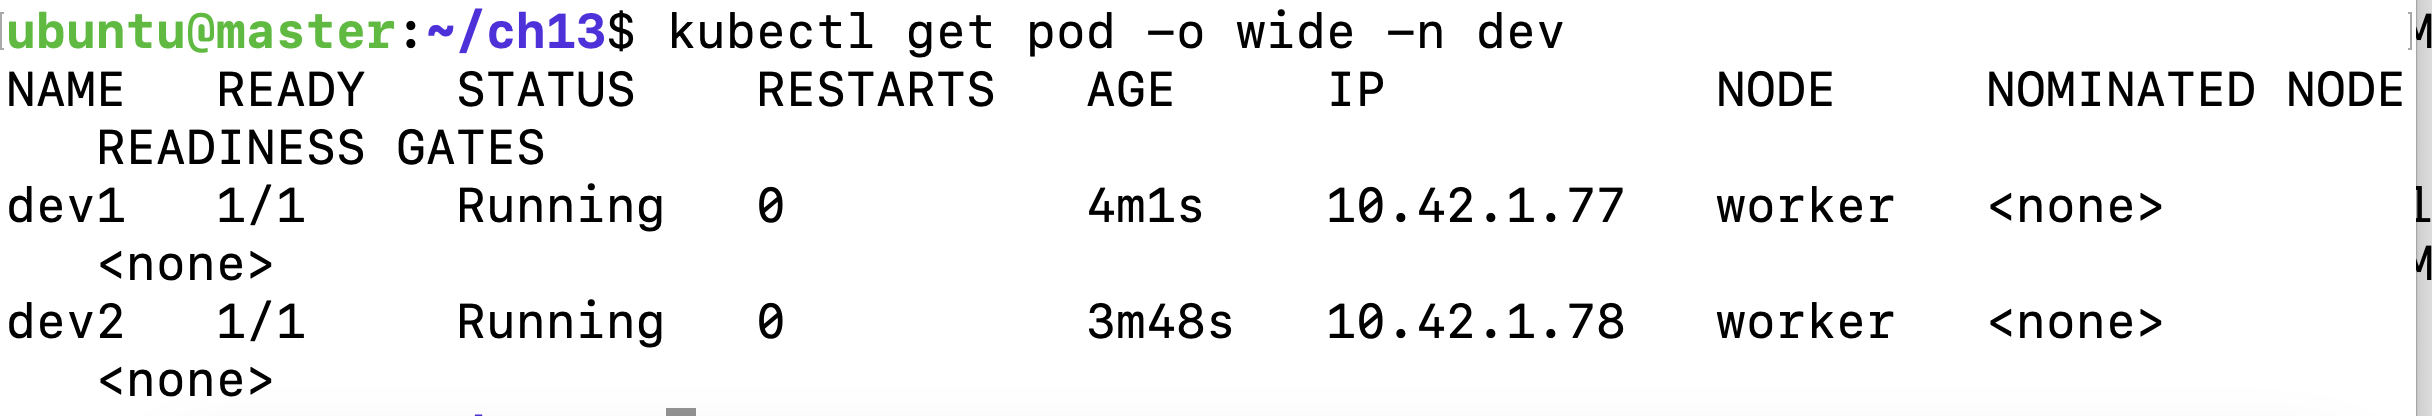 ubuntu@master:~/ch13$ kubectl get pod -o wide -n dev
NAME   READY   STATUS    RESTARTS   AGE     IP           NODE     NOMINATED NODE
   READINESS GATES
dev1   1/1     Running   0          4m1s    10.42.1.77   worker   <none>
   <none>
dev2   1/1     Running   0          3m48s   10.42.1.78   worker   <none>
   <none>